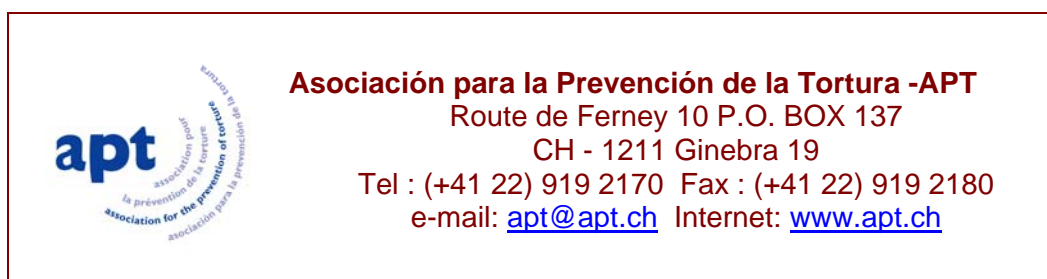 Asociación para la Prevención de la Tortura -APT
Route de Ferney 10 P.O. BOX 137
CH - 1211 Ginebra 19
Tel : (+41 22) 919 2170  Fax : (+41 22) 919 2180
e-mail: apt@apt.ch  Internet: www.apt.ch
apt
association pour
la prévention de la torture
association for the prevention of torture
asociación para la prevención de la tortura